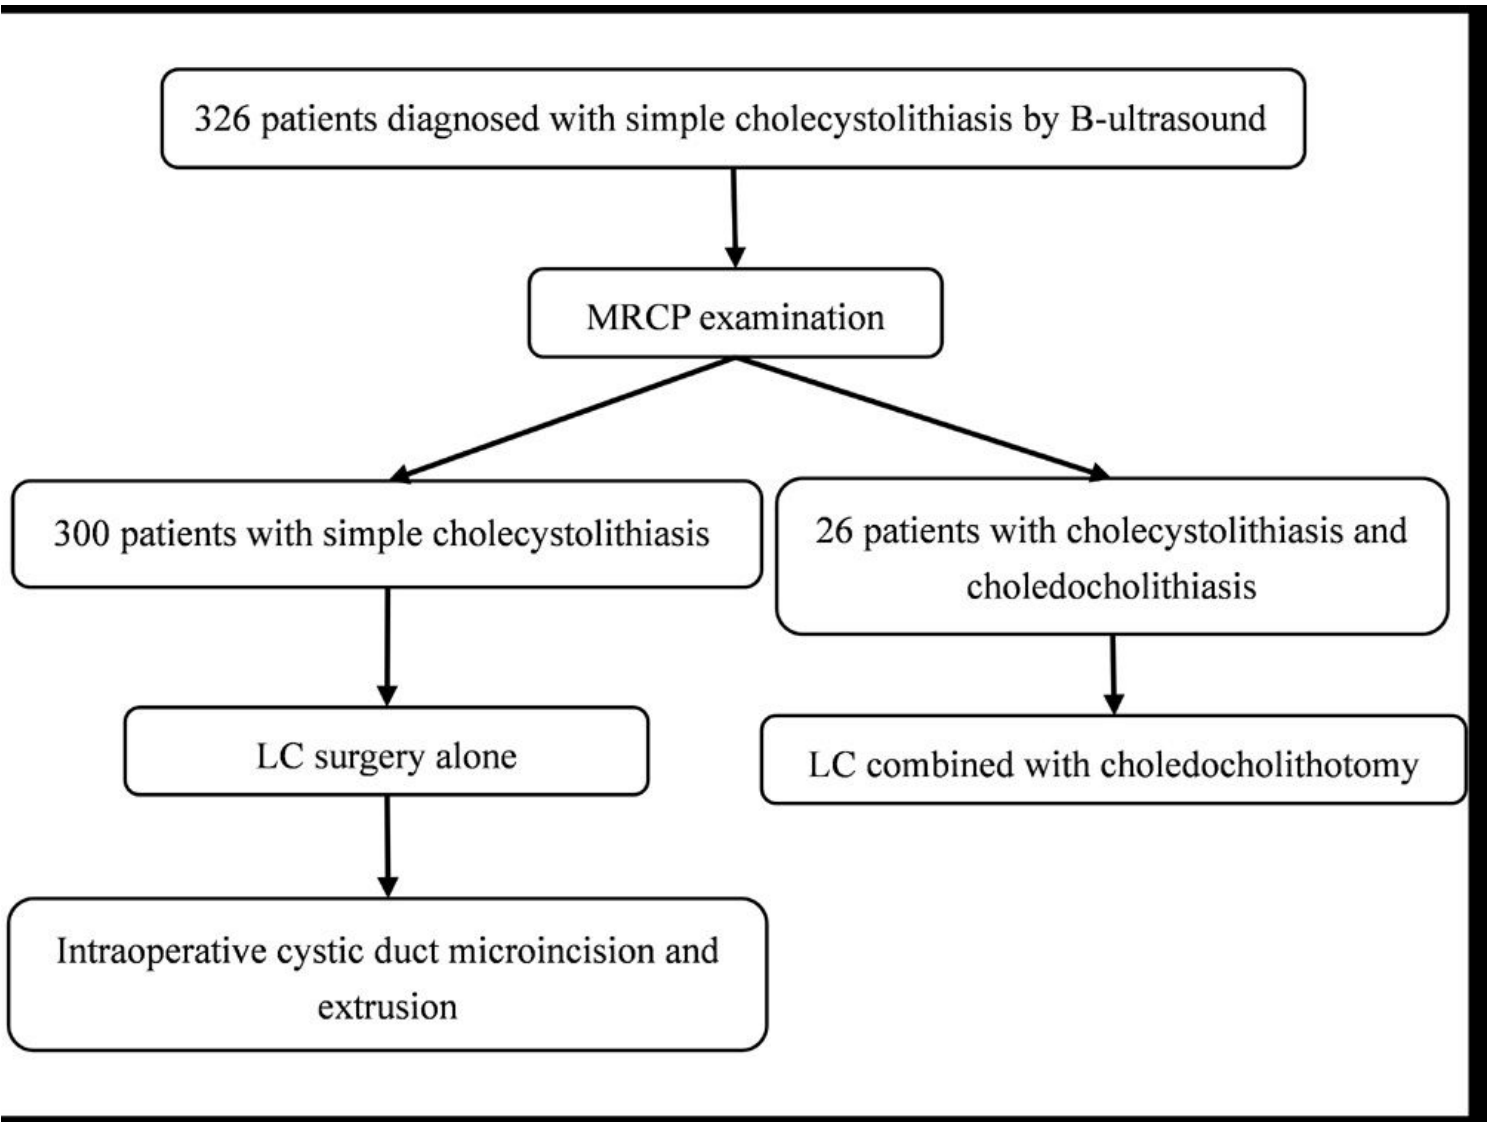 326 patients diagnosed with simple cholecystolithiasis by B-ultrasound
MRCP examination
300 patients with simple cholecystolithiasis
26 patients with cholecystolithiasis and
choledocholithiasis
LC surgery alone
LC combined with choledocholithotomy
Intraoperative cystic duct microincision and
extrusion